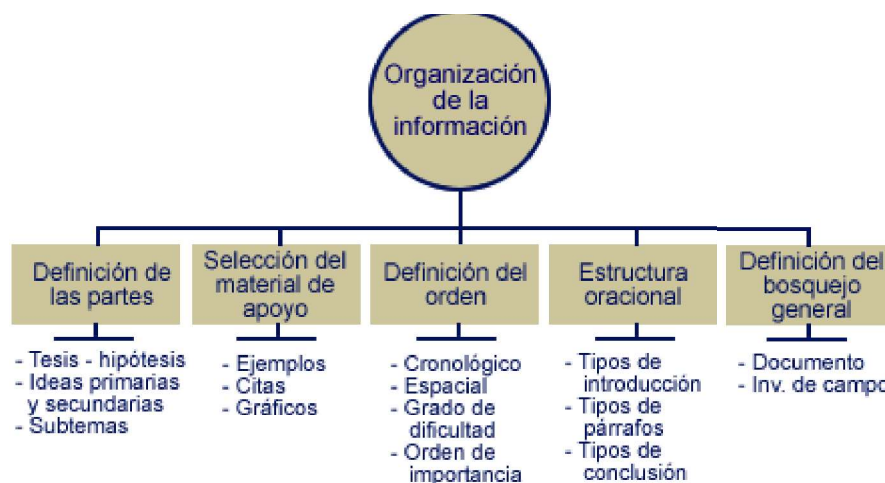 Organización
de la
información
Definición de
las partes
- Tesis - hipótesis
- Ideas primarias
y secundarias
- Subtemas
Selección del
material de
apoyo
- Ejemplos
- Citas
- Gráficos
Definición del
orden
- Cronológico
- Espacial
- Grado de
dificultad
- Orden de
importancia
Estructura
oracional
- Tipos de
introducción
- Tipos de
párrafos
- Tipos de
conclusión
Definición del
bosquejo
general
- Documento
- Inv. de campo